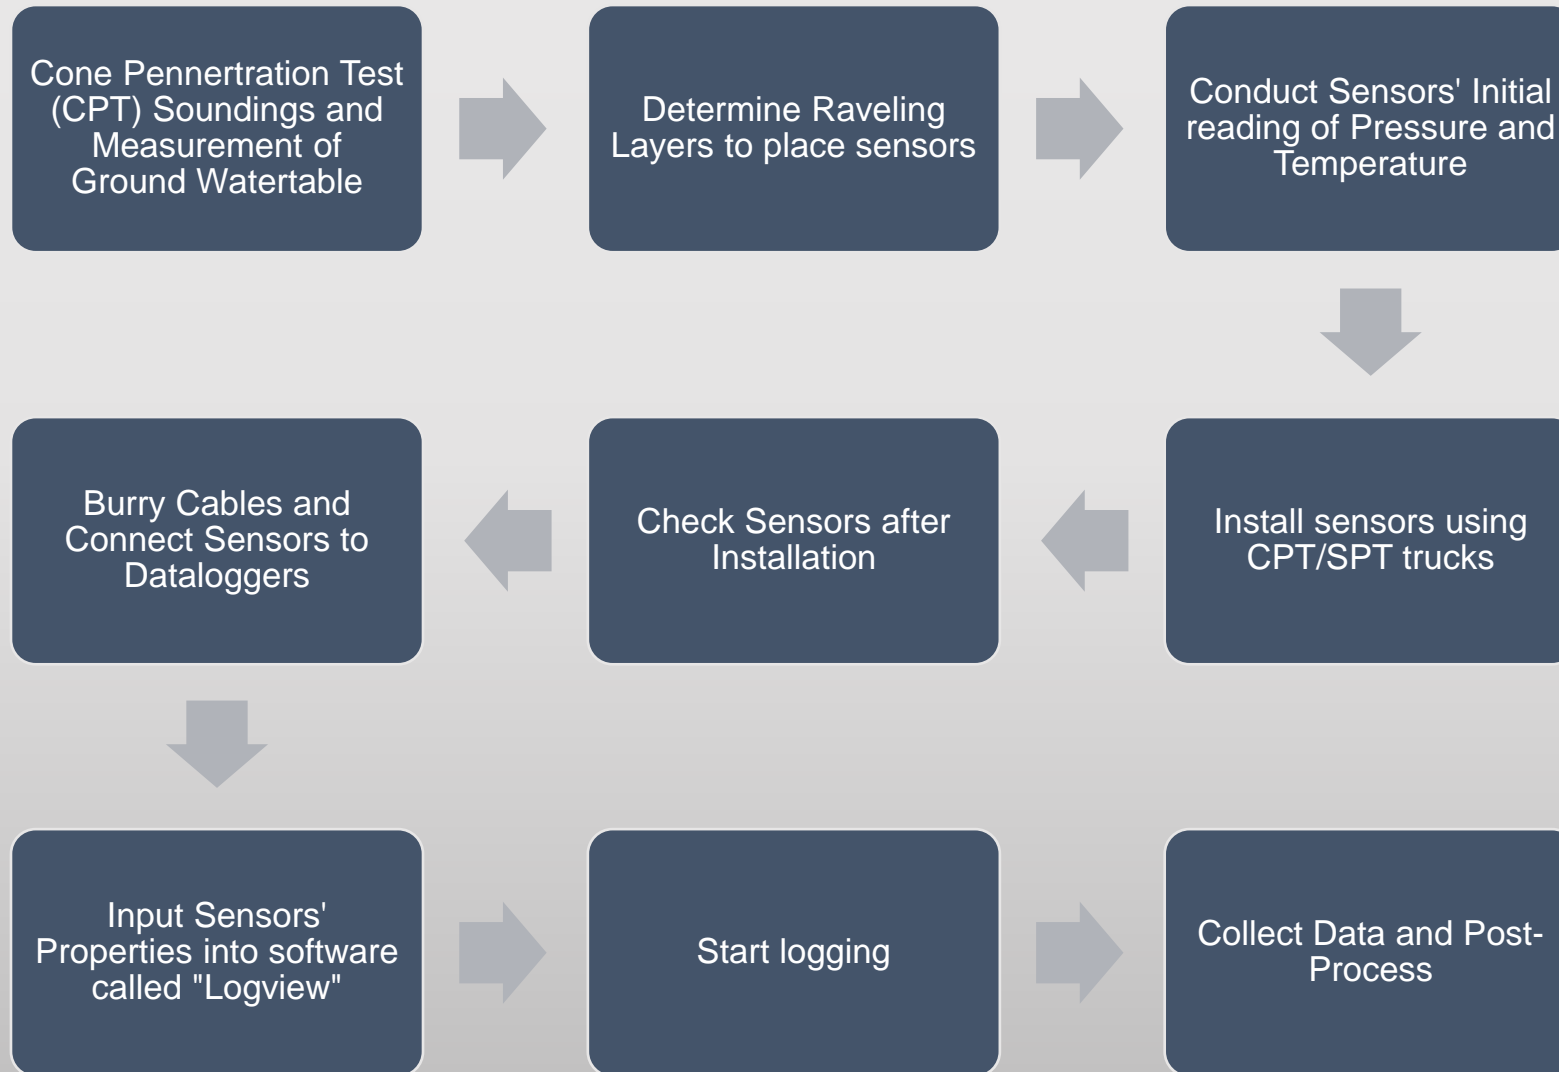 Cone Pennertration Test
(CPT) Soundings and
Measurement of
Ground Watertable
Determine Raveling
Layers to place sensors
Conduct Sensors' Initial
reading of Pressure and
Temperature
Install sensors using
CPT/SPT trucks
Check Sensors after
Installation
Burry Cables and
Connect Sensors to
Dataloggers
Input Sensors'
Properties into software
called "Logview"
Start logging
Collect Data and Post-
Process